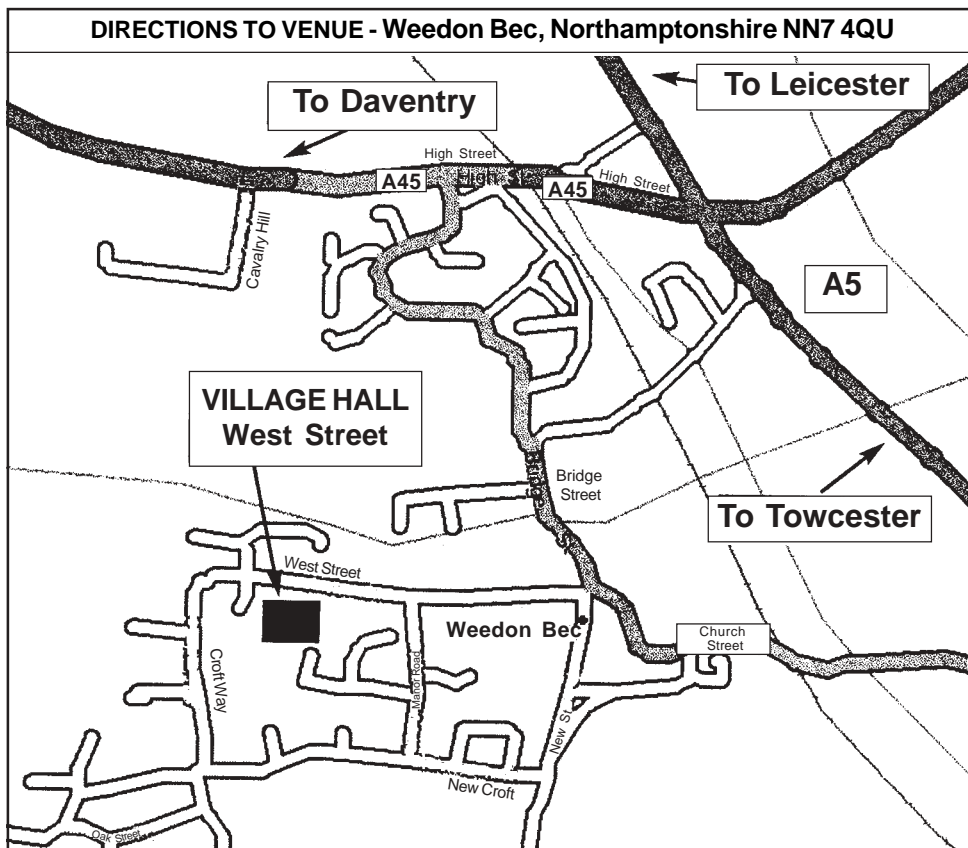 DIRECTIONS TO VENUE - Weedon Bec, Northamptonshire NN7 4QU
To Daventry
To Leicester
High Street
A45
High St
A45
High Street
Cavalry Hill
A5
VILLAGE HALL
West Street
Bridge St
Bridge
Street
To Towcester
West Street
Weedon Bec
Church
Street
Croft Way
Manor Road
New St
New Croft
Oak Street